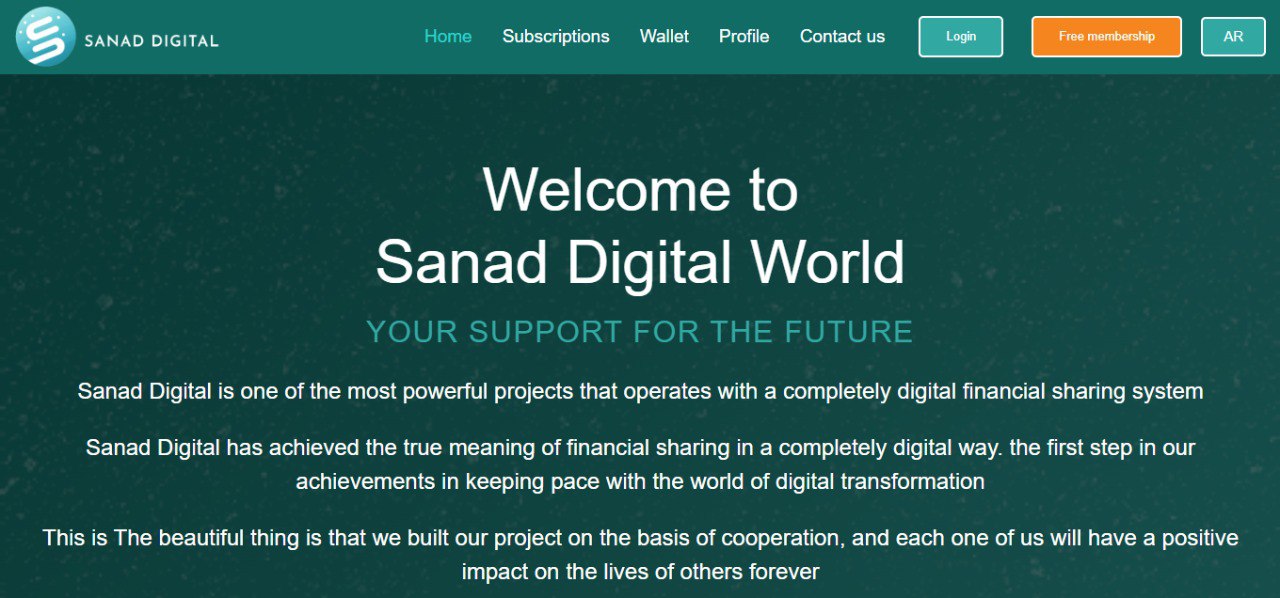 SANAD DIGITAL
Home
Subscriptions
Wallet
Profile
Contact us
Login
Free membership
AR
Welcome to
Sanad Digital World
YOUR SUPPORT FOR THE FUTURE
Sanad Digital is one of the most powerful projects that operates with a completely digital financial sharing system
Sanad Digital has achieved the true meaning of financial sharing in a completely digital way. the first step in our
achievements in keeping pace with the world of digital transformation
This is The beautiful thing is that we built our project on the basis of cooperation, and each one of us will have a positive
impact on the lives of others forever